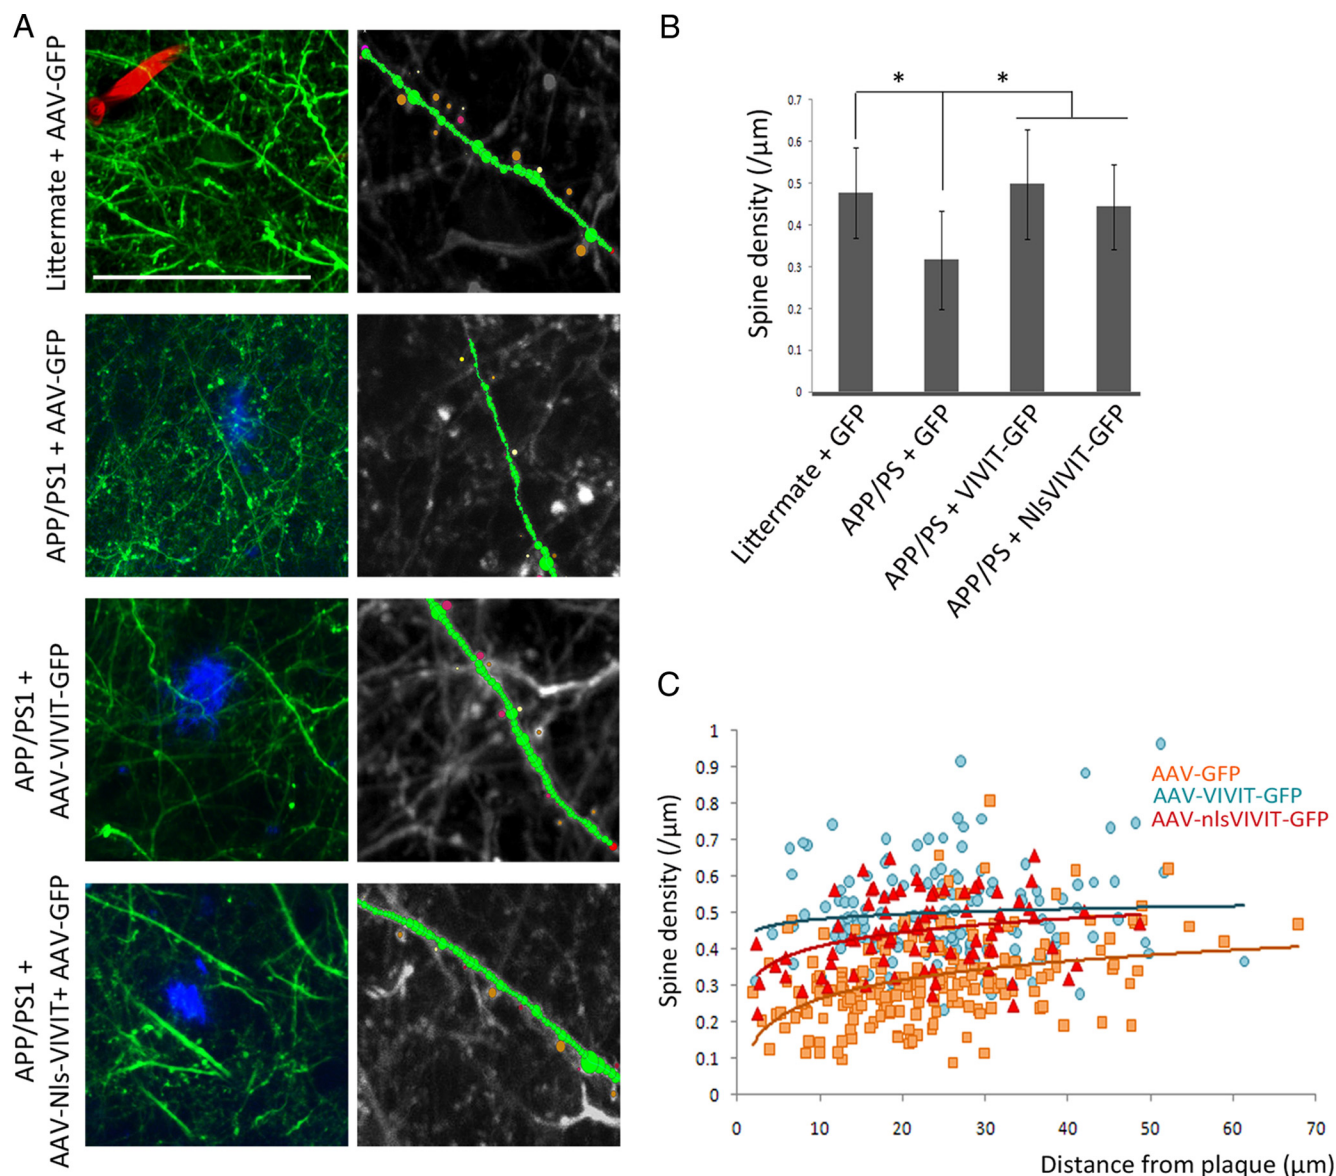 A
Littermate + AAV-GFP
APP/PS1 + AAV-GFP
APP/PS1 +
AAV-VIVIT-GFP
APP/PS1 +
AAV-Nls-VIVIT+ AAV-GFP
B
* *
Spine density (/μm)
0.7
0.6
0.5
0.4
0.3
0.2
0.1
0
Littermate + GFP
APP/PS + GFP
APP/PS + VIVIT-GFP
APP/PS + NlsVIVIT-GFP
C
Spine density (/μm)
1
0.9
0.8
0.7
0.6
0.5
0.4
0.3
0.2
0.1
0
AAV-GFP
AAV-VIVIT-GFP
AAV-nlsVIVIT-GFP
0 10 20 30 40 50 60 70
Distance from plaque (μm)